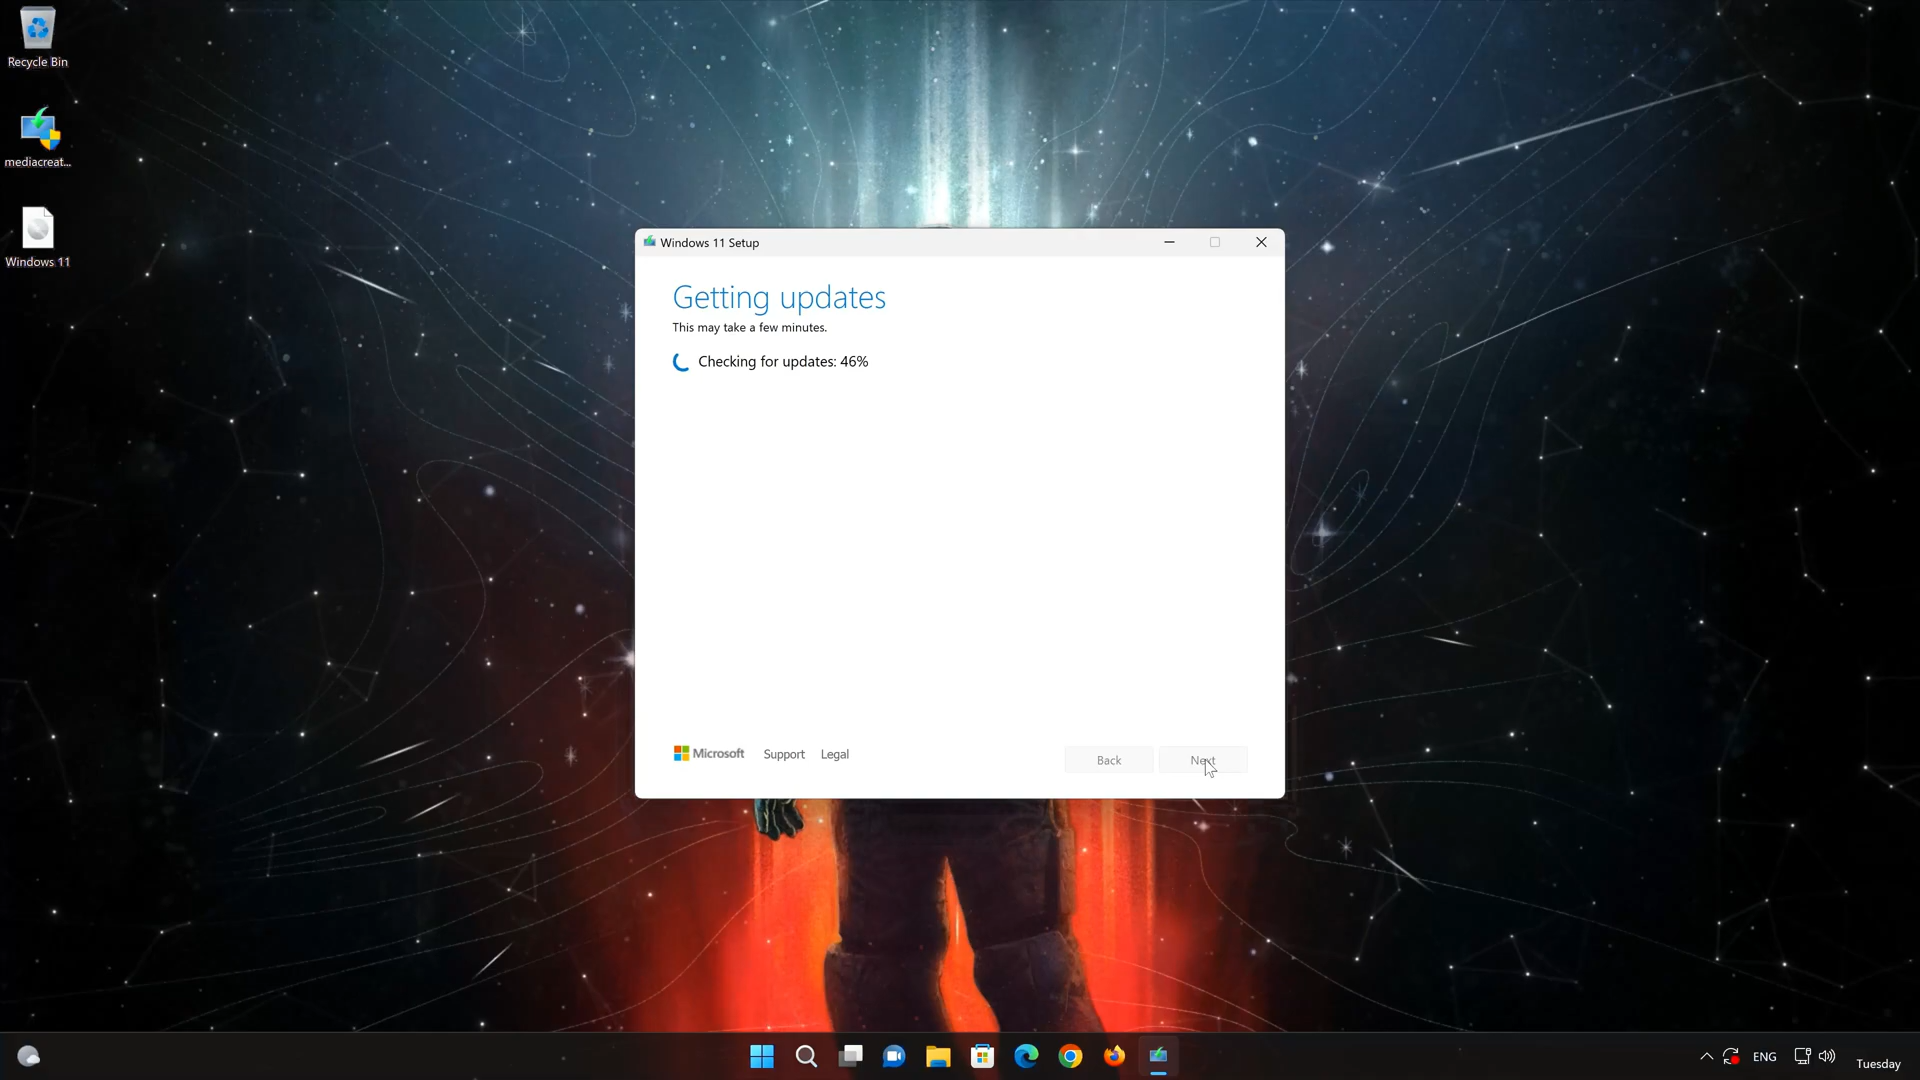 Recycle Bin
mediacreat...
Windows 11
Windows 11 Setup
Getting updates
This may take a few minutes.
Checking for updates: 46%
Microsoft
Support
Legal
Back
Next
ENG
Tuesday